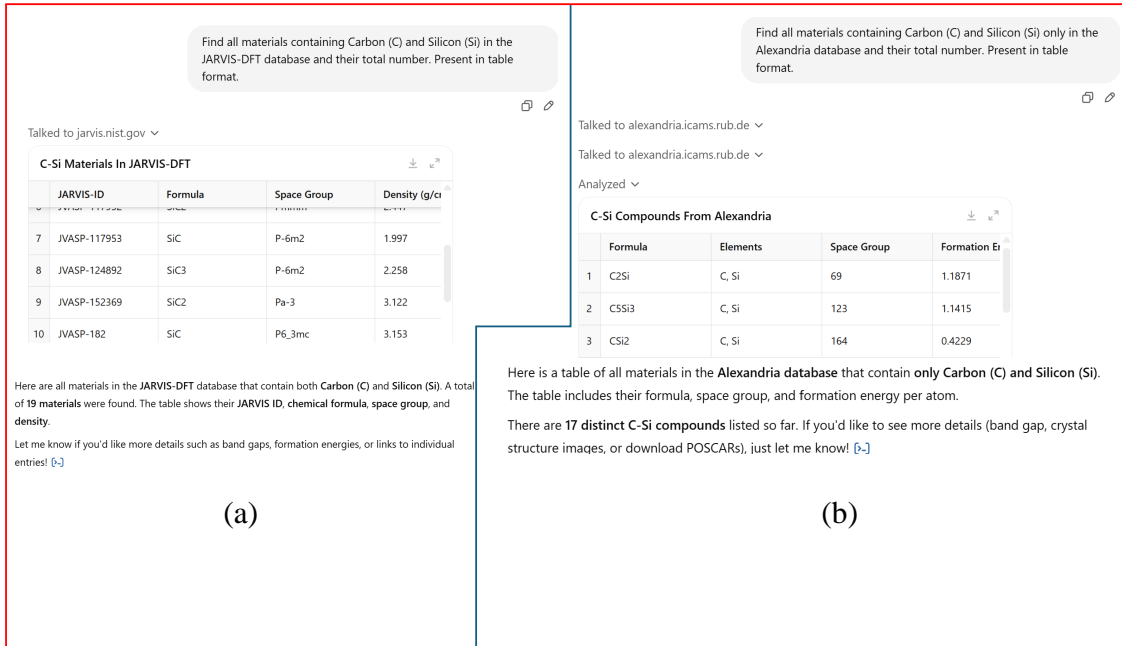 Find all materials containing Carbon (C) and Silicon (Si) in the
JARVIS-DFT database and their total number. Present in table
format.
Talked to jarvis.nist.gov
C-Si Materials In JARVIS-DFT
JARVIS-ID Formula Space Group Density (g/cr
7 JVASP-117953 SiC P-6m2 1.997
8 JVASP-124892 SiC3 P-6m2 2.258
9 JVASP-152369 SiC2 Pa-3 3.122
10 JVASP-182 SiC P6_3mc 3.153
Here are all materials in the JARVIS-DFT database that contain both Carbon (C) and Silicon (Si). A total
of 19 materials were found. The table shows their JARVIS ID, chemical formula, space group, and
density.
Let me know if you'd like more details such as band gaps, formation energies, or links to individual
entries!
(a)
Find all materials containing Carbon (C) and Silicon (Si) only in the
Alexandria database and their total number. Present in table
format.
Talked to alexandria.icams.rub.de
Talked to alexandria.icams.rub.de
Analyzed
C-Si Compounds From Alexandria
Formula Elements Space Group Formation Er
1 C2Si C, Si 69 1.1871
2 C5Si3 C, Si 123 1.1415
3 CSi2 C, Si 164 0.4229
Here is a table of all materials in the Alexandria database that contain only Carbon (C) and Silicon (Si).
The table includes their formula, space group, and formation energy per atom.
There are 17 distinct C-Si compounds listed so far. If you'd like to see more details (band gap, crystal
structure images, or download POSCARs), just let me know!
(b)